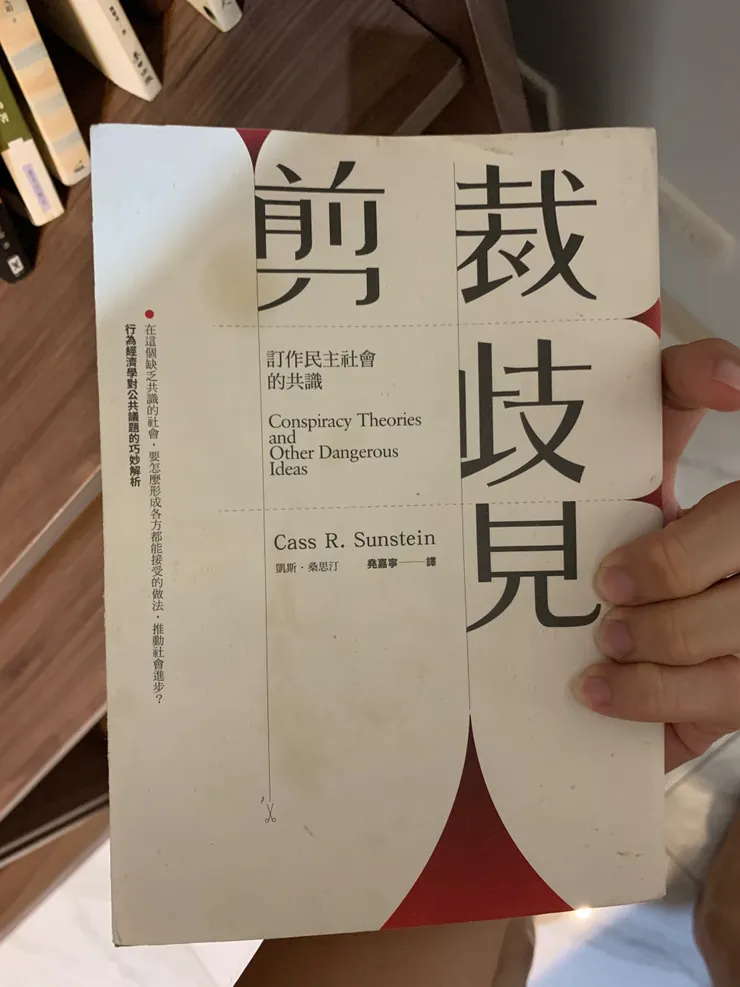 剪裁
歧
見
訂作民主社會
的共識
Conspiracy Theories
and
Other Dangerous
Ideas
Cass R. Sunstein
凱斯・桑思汀 堯嘉寧——譯
在這個缺乏共識的社會，要怎麼形成各方都能接受的做法，推動社會進步？
行為經濟學對公共議題的巧妙解析